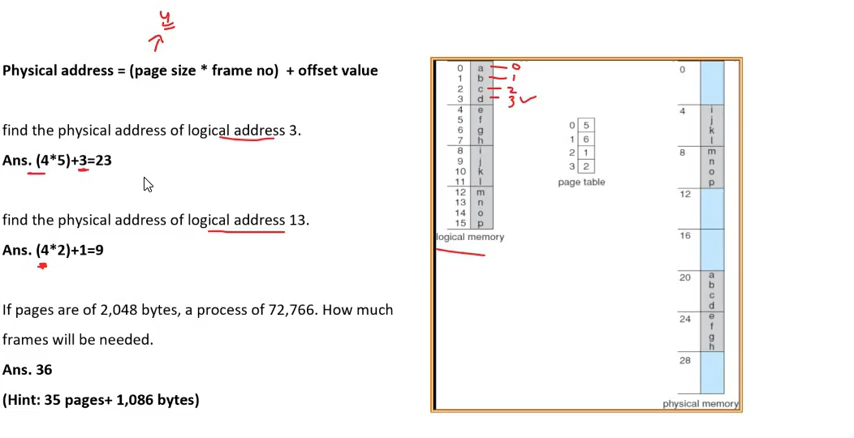 4
Physical address = (page size * frame no) + offset value
find the physical address of logical address 3.
Ans. (4*5)+3=23
find the physical address of logical address 13.
Ans. (4*2)+1=9
If pages are of 2,048 bytes, a process of 72,766. How much
frames will be needed.
Ans. 36
(Hint: 35 pages+ 1,086 bytes)
0 a 0
1 b 1
2 c 2
3 d 3 ✓
4 e
5 f
6 g
7 h
8 i
9 j
10 k
11 l
12 m
13 n
14 o
15 p
logical memory
0 5
1 6
2 1
3 2
page table
0
4 i
j
k
l
8 m
n
o
p
12
16
20 a
b
c
d
24 e
f
g
h
28
physical memory